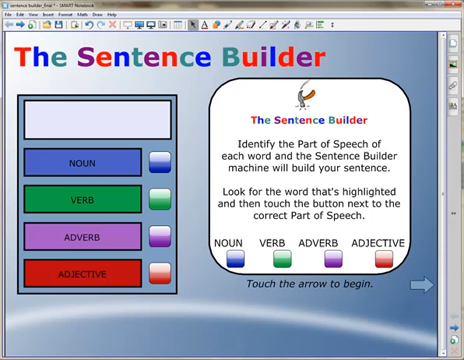 sentence builder_final * - SMART Notebook
File Edit View Insert Format Math Draw Help
The Sentence Builder
NOUN
VERB
ADVERB
ADJECTIVE
The Sentence Builder
Identify the Part of Speech of
each word and the Sentence Builder
machine will build your sentence.
Look for the word that's highlighted
and then touch the button next to the
correct Part of Speech.
NOUN VERB ADVERB ADJECTIVE
Touch the arrow to begin.